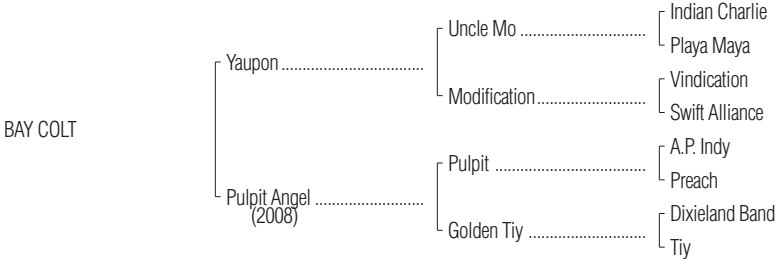 Indian Charlie
Uncle Mo ..............................
Playa Maya
Yaupon ..................................
Vindication
Modification..........................
Swift Alliance
BAY COLT
A.P. Indy
Pulpit ....................................
Preach
Pulpit Angel ..........................
(2008)
Dixieland Band
Golden Tiy ............................
Tiy